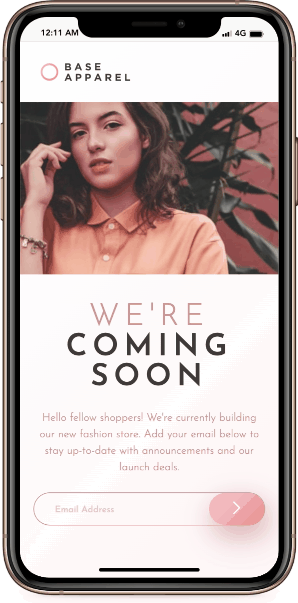 12:11 AM 4G
BASE
APPAREL
WE'RE
COMING
SOON
Hello fellow shoppers! We're currently building
our new fashion store. Add your email below to
stay up-to-date with announcements and our
launch deals.
Email Address